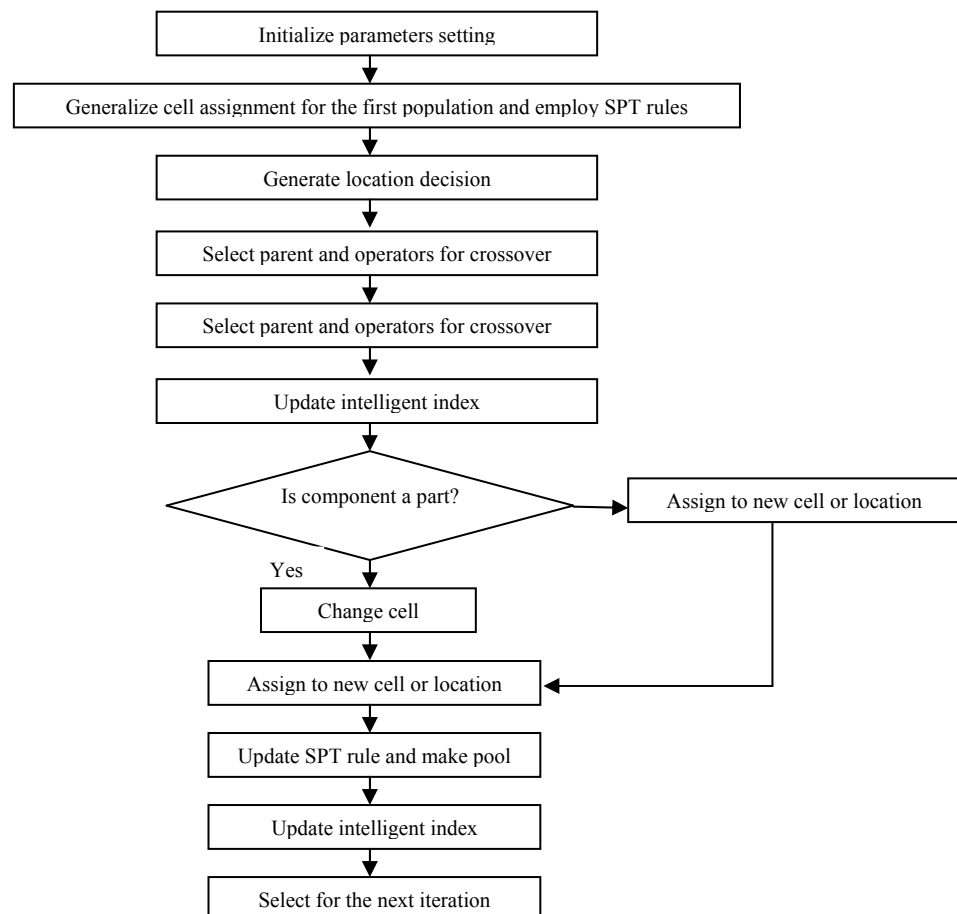 Initialize parameters setting
Generalize cell assignment for the first population and employ SPT rules
Generate location decision
Select parent and operators for crossover
Select parent and operators for crossover
Update intelligent index
Is component a part?
Assign to new cell or location
Yes
Change cell
Assign to new cell or location
Update SPT rule and make pool
Update intelligent index
Select for the next iteration